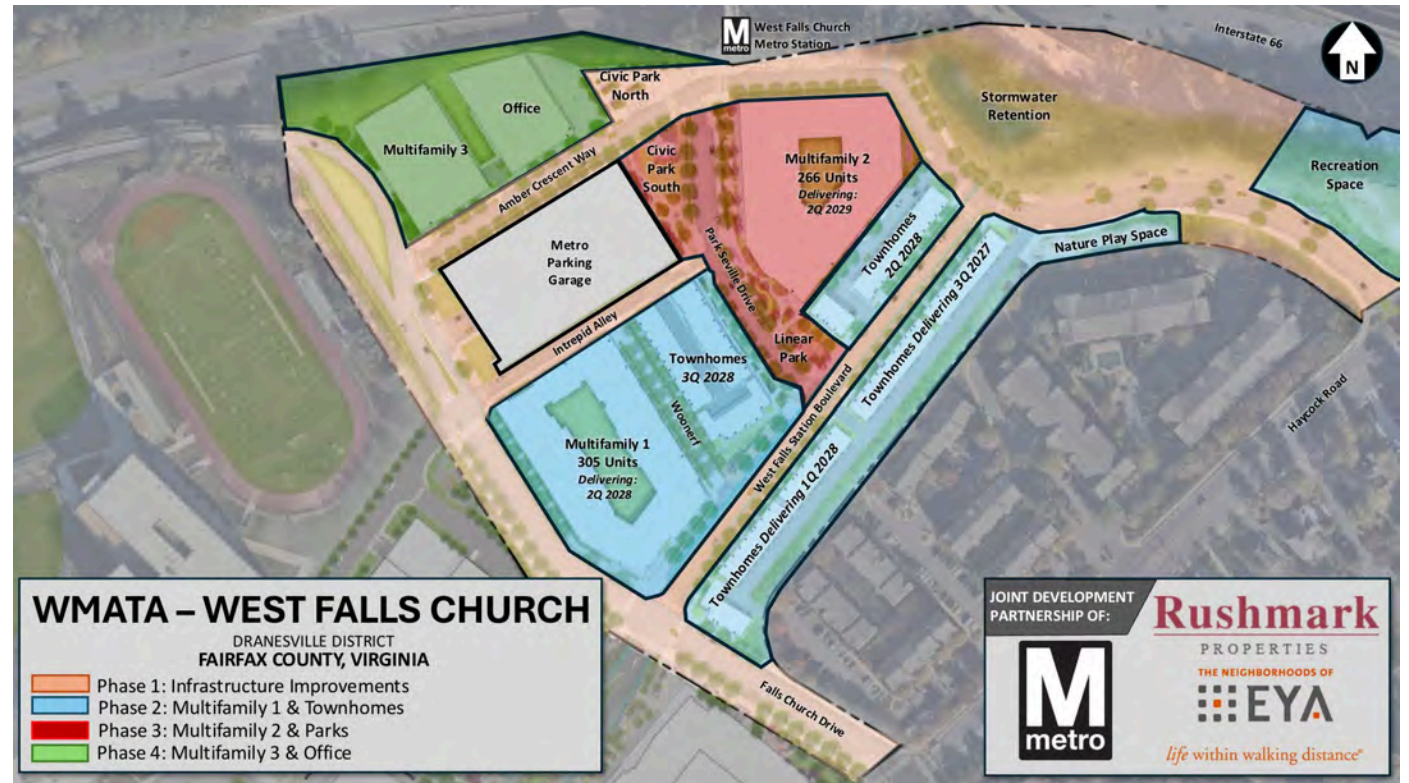 M
metro
West Falls Church
Metro Station
Interstate 66
N
Civic Park
North
Office
Multifamily 3
Amber Crescent Way
Stormwater
Retention
Recreation
Space
Civic
Park
South
Multifamily 2
266 Units
Delivering:
2Q 2029
Metro
Parking
Garage
Park Seville Drive
Townhomes
2Q 2028
Nature Play Space
Townhomes Delivering 3Q 2027
Intrepid Alley
Linear
Park
Townhomes
3Q 2028
Woonerf
West Falls Station Boulevard
Haycock Road
Multifamily 1
305 Units
Delivering:
2Q 2028
Townhomes Delivering 1Q 2028
Falls Church Drive
WMATA – WEST FALLS CHURCH
DRANESVILLE DISTRICT
FAIRFAX COUNTY, VIRGINIA
Phase 1: Infrastructure Improvements
Phase 2: Multifamily 1 & Townhomes
Phase 3: Multifamily 2 & Parks
Phase 4: Multifamily 3 & Office
JOINT DEVELOPMENT
PARTNERSHIP OF:
M
metro
Rushmark
PROPERTIES
THE NEIGHBORHOODS OF
EYA
life within walking distance®